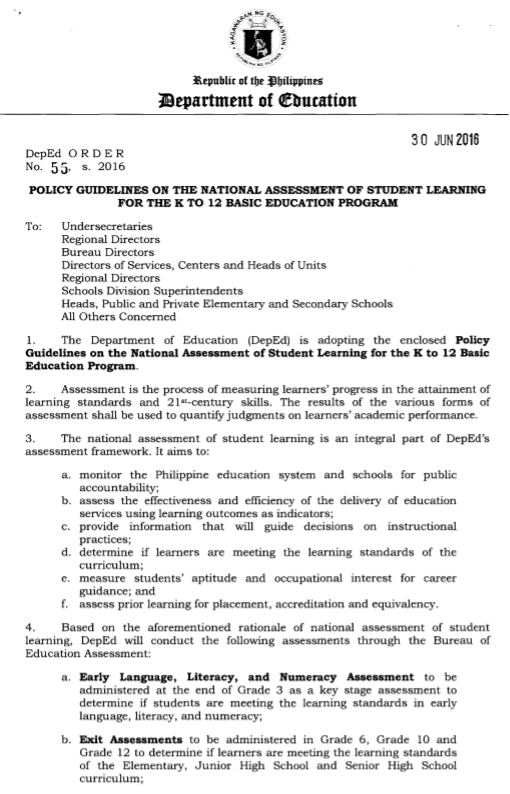 KAGAWARAN NG EDUKASYON
REPUBLIKA NG PILIPINAS
Republic of the Philippines
Department of Education
30 JUN 2016
DepEd O R D E R
No. 55, s. 2016
POLICY GUIDELINES ON THE NATIONAL ASSESSMENT OF STUDENT LEARNING
FOR THE K TO 12 BASIC EDUCATION PROGRAM
To: Undersecretaries
Regional Directors
Bureau Directors
Directors of Services, Centers and Heads of Units
Regional Directors
Schools Division Superintendents
Heads, Public and Private Elementary and Secondary Schools
All Others Concerned
1. The Department of Education (DepEd) is adopting the enclosed Policy
Guidelines on the National Assessment of Student Learning for the K to 12 Basic
Education Program.
2. Assessment is the process of measuring learners' progress in the attainment of
learning standards and 21st-century skills. The results of the various forms of
assessment shall be used to quantify judgments on learners' academic performance.
3. The national assessment of student learning is an integral part of DepEd's
assessment framework. It aims to:
a. monitor the Philippine education system and schools for public
accountability;
b. assess the effectiveness and efficiency of the delivery of education
services using learning outcomes as indicators;
c. provide information that will guide decisions on instructional
practices;
d. determine if learners are meeting the learning standards of the
curriculum;
e. measure students' aptitude and occupational interest for career
guidance; and
f. assess prior learning for placement, accreditation and equivalency.
4. Based on the aforementioned rationale of national assessment of student
learning, DepEd will conduct the following assessments through the Bureau of
Education Assessment:
a. Early Language, Literacy, and Numeracy Assessment to be
administered at the end of Grade 3 as a key stage assessment to
determine if students are meeting the learning standards in early
language, literacy, and numeracy;
b. Exit Assessments to be administered in Grade 6, Grade 10 and
Grade 12 to determine if learners are meeting the learning standards
of the Elementary, Junior High School and Senior High School
curriculum;